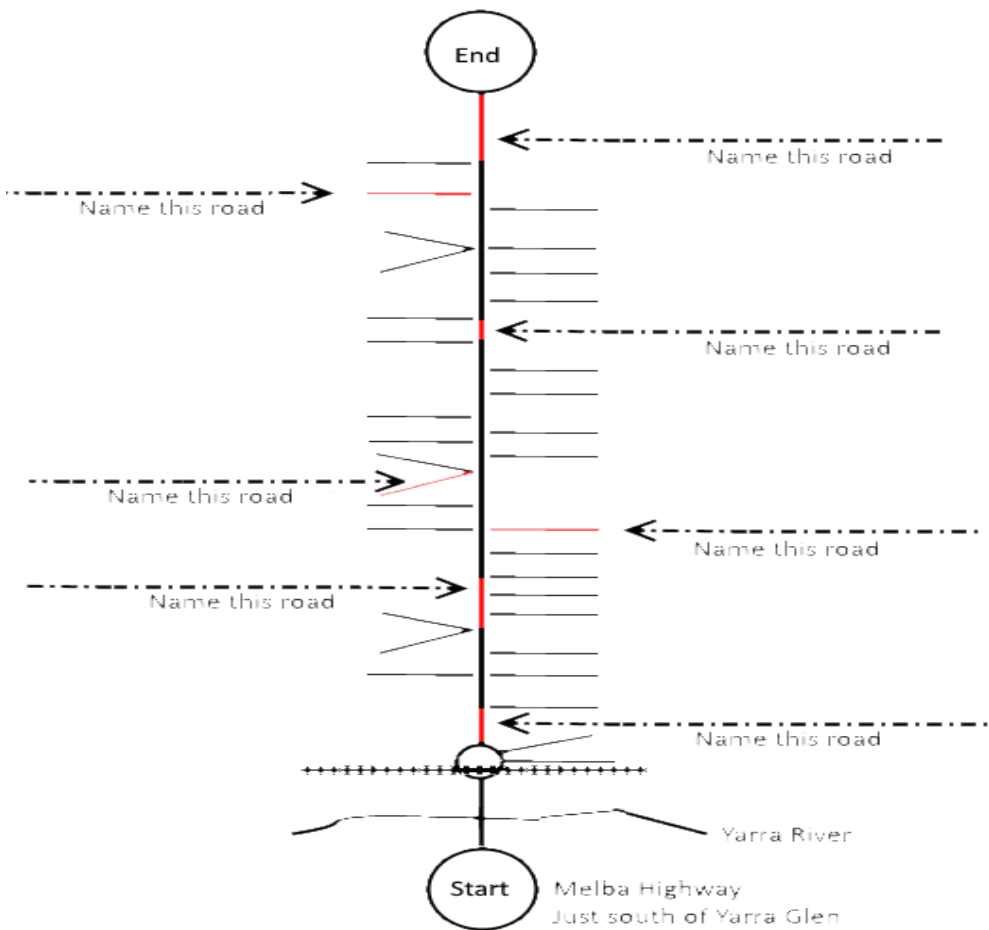 End
Name this road
Name this road
Name this road
Name this road
Name this road
Name this road
Name this road
Yarra River
Start
Melba Highway
Just south of Yarra Glen